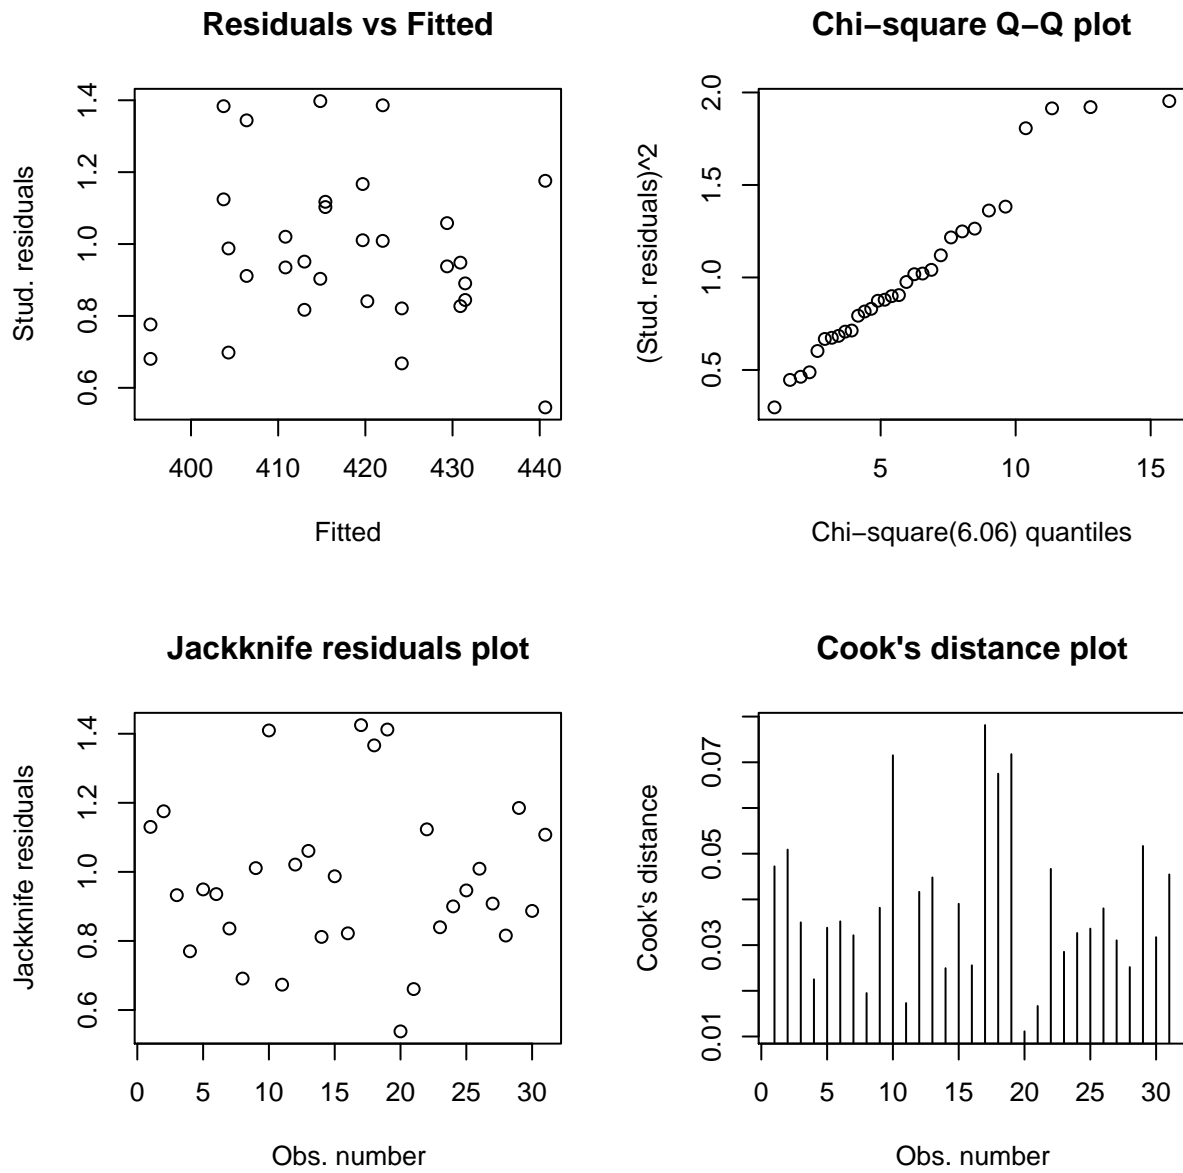 Residuals vs Fitted
Stud. residuals
0.6 0.8 1.0 1.2 1.4
400 410 420 430 440
Fitted
Chi−square Q−Q plot
(Stud. residuals)^2
0.5 1.0 1.5 2.0
5 10 15
Chi−square(6.06) quantiles
Jackknife residuals plot
Jackknife residuals
0.6 0.8 1.0 1.2 1.4
0 5 10 15 20 25 30
Obs. number
Cook's distance plot
Cook's distance
0.01 0.03 0.05 0.07
0 5 10 15 20 25 30
Obs. number